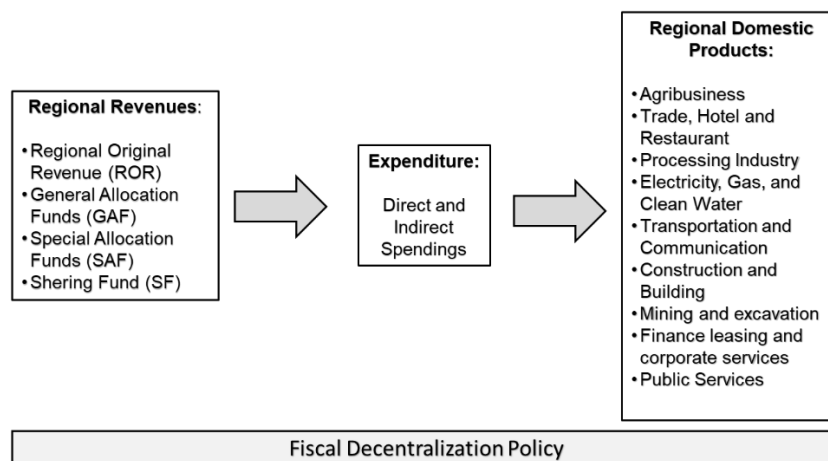 Regional Revenues:
•Regional Original
Revenue (ROR)
•General Allocation
Funds (GAF)
•Special Allocation
Funds (SAF)
•Shering Fund (SF)
Expenditure:
Direct and
Indirect
Spendings
Regional Domestic
Products:
•Agribusiness
•Trade, Hotel and
Restaurant
•Processing Industry
•Electricity, Gas, and
Clean Water
•Transportation and
Communication
•Construction and
Building
•Mining and excavation
•Finance leasing and
corporate services
•Public Services
Fiscal Decentralization Policy